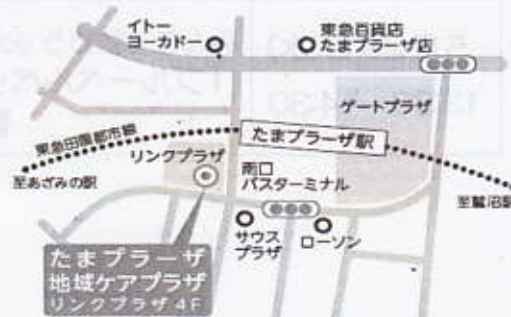 イトー
ヨーカドー
東急百貨店
たまプラーザ店
ゲートプラザ
東急田園都市線
たまプラーザ駅
リンクプラザ
南口
バスターミナル
至あざみの駅
至鷺沼駅
サウス
プラザ
ローソン
たまプラーザ
地域ケアプラザ
リンクプラザ4F